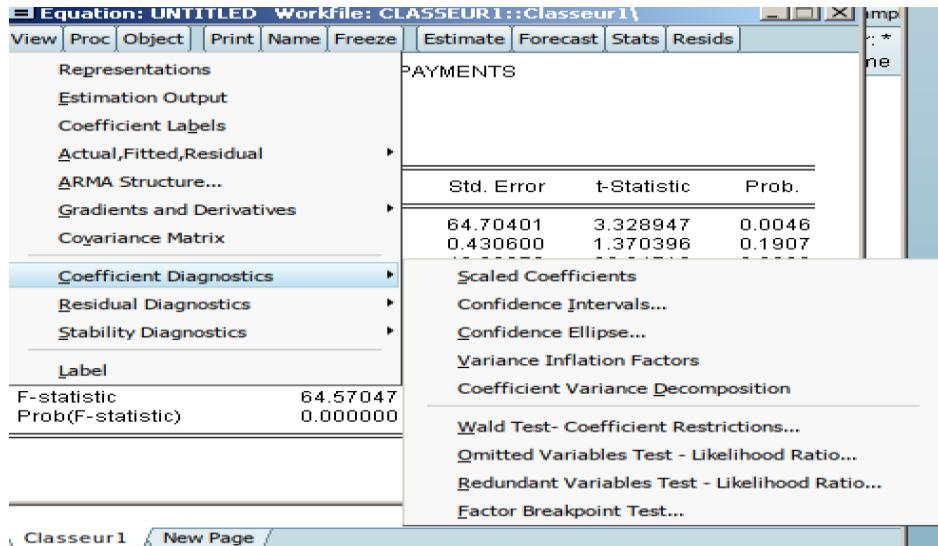 Equation: UNTITLED Workfile: CLASSEUR1::Classeur1\
View Proc Object Print Name Freeze Estimate Forecast Stats Resids
Representations
Estimation Output
Coefficient Labels
Actual,Fitted,Residual
ARMA Structure...
Gradients and Derivatives
Covariance Matrix
Coefficient Diagnostics
Residual Diagnostics
Stability Diagnostics
Label
PAYMENTS
Std. Error t-Statistic Prob.
64.70401 3.328947 0.0046
0.430600 1.370396 0.1907
Scaled Coefficients
Confidence Intervals...
Confidence Ellipse...
Variance Inflation Factors
Coefficient Variance Decomposition
Wald Test- Coefficient Restrictions...
Omitted Variables Test - Likelihood Ratio...
Redundant Variables Test - Likelihood Ratio...
Factor Breakpoint Test...
F-statistic 64.57047
Prob(F-statistic) 0.000000
Classeur1 New Page